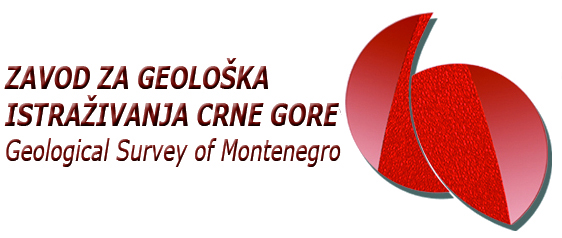 ZAVOD ZA GEOLOŠKA
ISTRAŽIVANJA CRNE GORE
Geological Survey of Montenegro